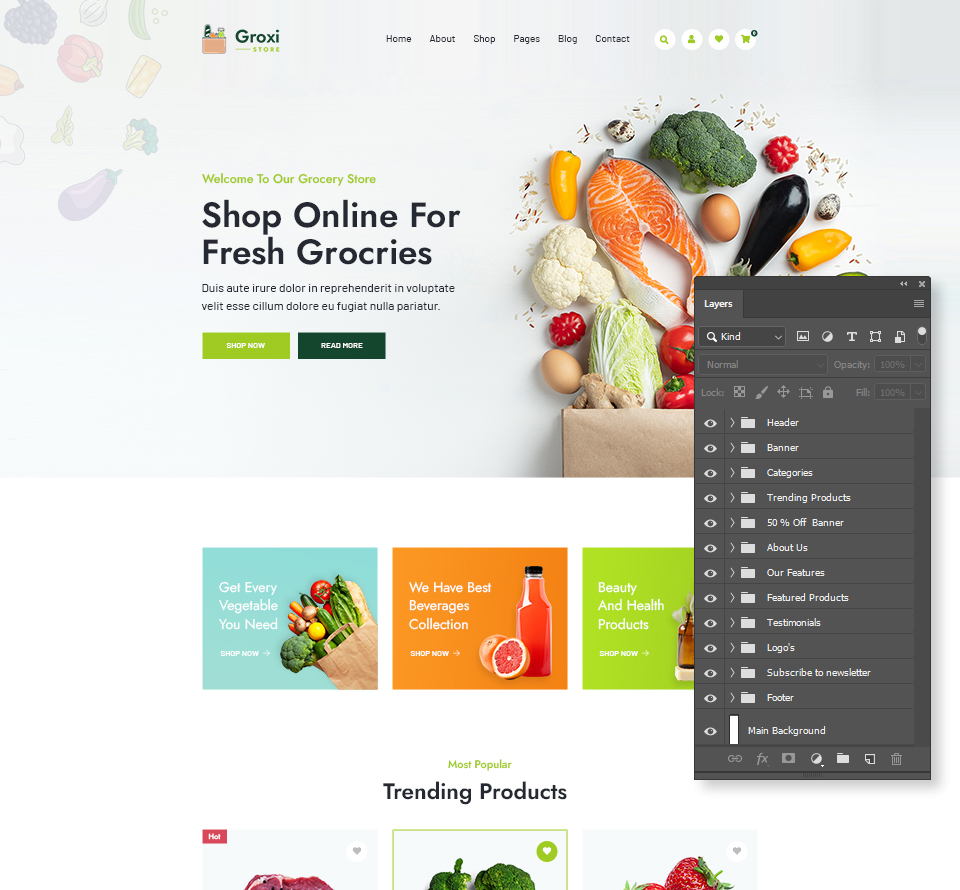 Groxi
STORE
Home About Shop Pages Blog Contact
0
Welcome To Our Grocery Store
Shop Online For
Fresh Grocries
Duis aute irure dolor in reprehenderit in voluptate
velit esse cillum dolore eu fugiat nulla pariatur.
SHOP NOW READ MORE
Get Every
Vegetable
You Need
SHOP NOW
We Have Best
Beverages
Collection
SHOP NOW
Beauty
And Health
Products
SHOP NOW
Most Popular
Trending Products
Hot
Layers
Kind
Normal Opacity: 100%
Lock: Fill: 100%
Header
Banner
Categories
Trending Products
50 % Off Banner
About Us
Our Features
Featured Products
Testimonials
Logo's
Subscribe to newsletter
Footer
Main Background
fx